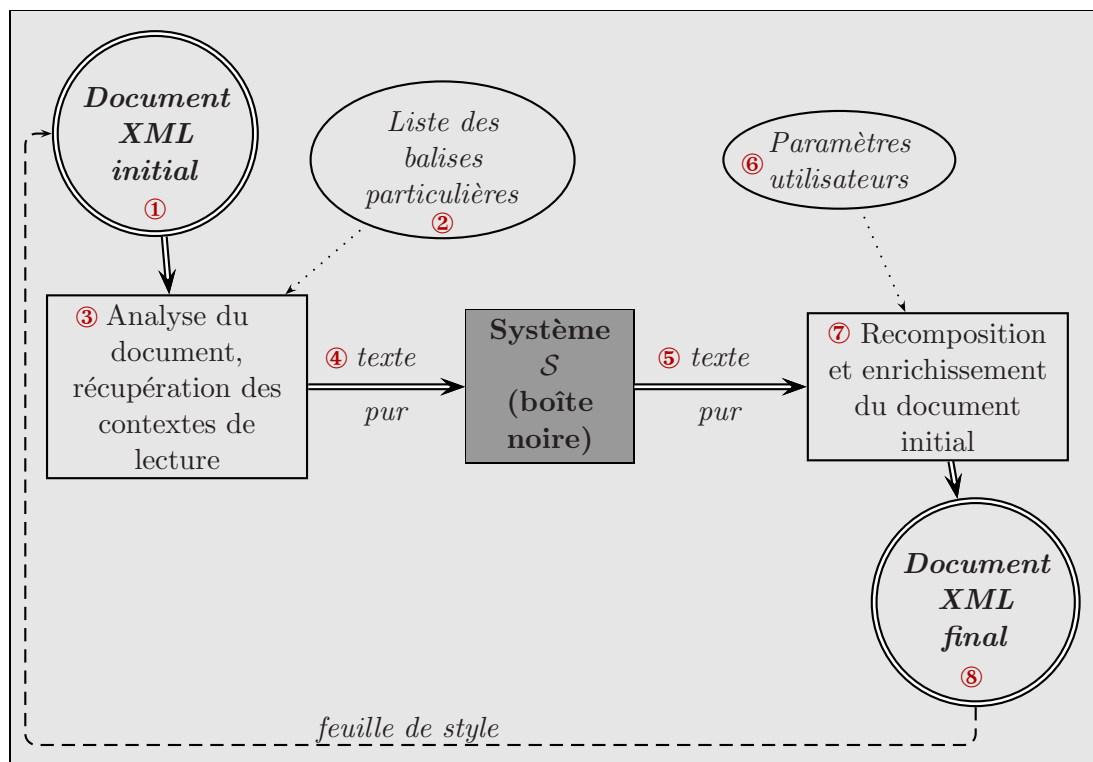 Document
XML
initial
①
Liste des
balises
particulières
②
⑥ Paramètres
utilisateurs
③ Analyse du
document,
récupération des
contextes de
lecture
④ texte
pur
Système
𝒮
(boîte
noire)
⑤ texte
pur
⑦ Recomposition
et enrichissement
du document
initial
Document
XML
final
⑧
feuille de style